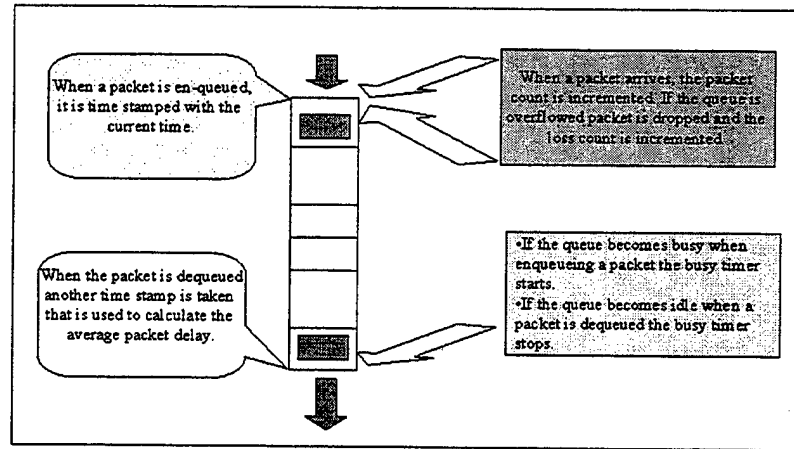 When a packet is en-queued,
it is time stamped with the
current time.
When a packet arrives, the packet
count is incremented. If the queue is
overflowed packet is dropped and the
loss count is incremented
When the packet is dequeued
another time stamp is taken
that is used to calculate the
average packet delay.
•If the queue becomes busy when
enqueueing a packet the busy timer
starts.
•If the queue becomes idle when a
packet is dequeued the busy timer
stops.